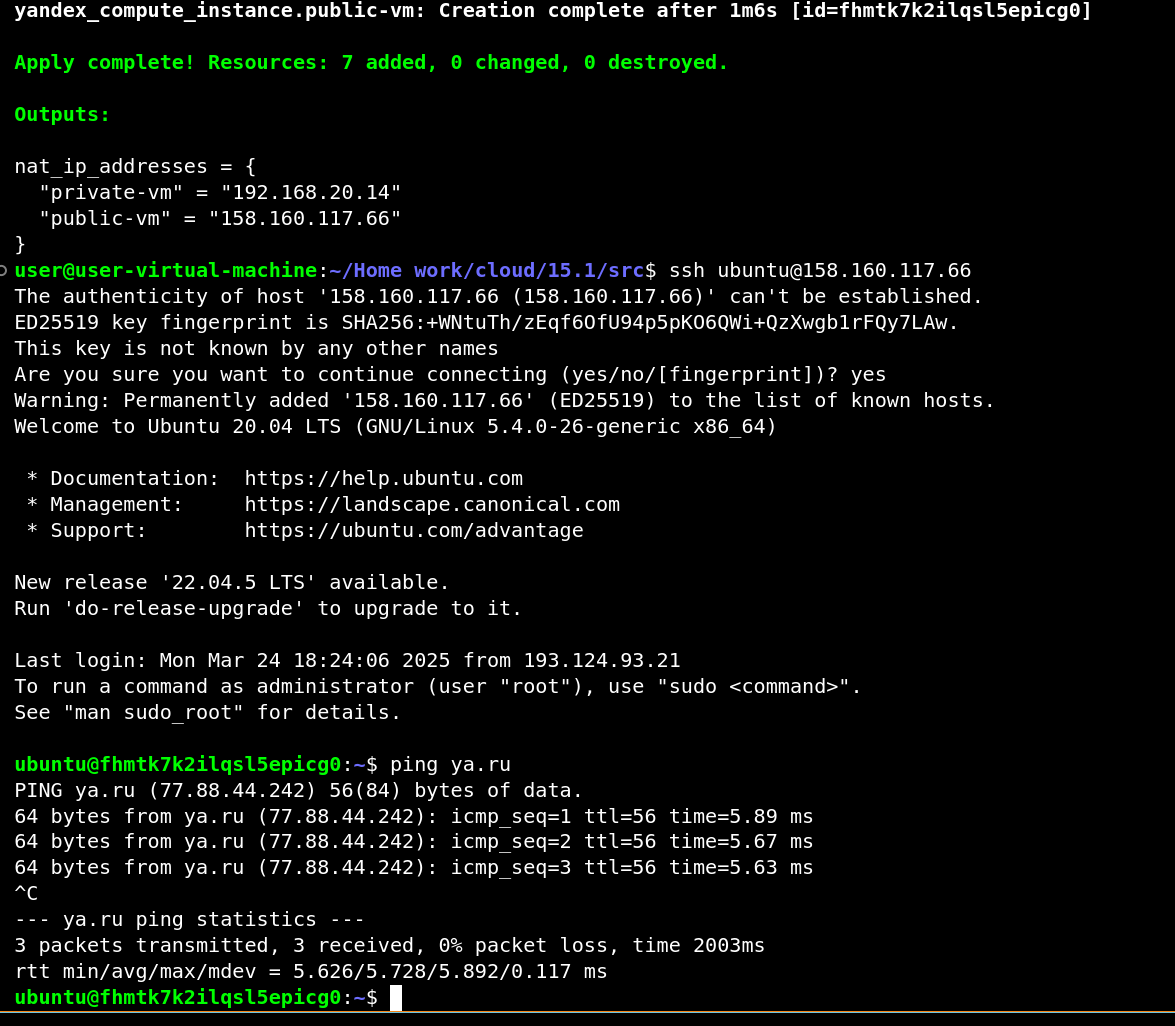 yandex_compute_instance.public-vm: Creation complete after 1m6s [id=fhmtk7k2ilqsl5epicg0]
Apply complete! Resources: 7 added, 0 changed, 0 destroyed.
Outputs:
nat_ip_addresses = {
  "private-vm" = "192.168.20.14"
  "public-vm" = "158.160.117.66"
}
user@user-virtual-machine:~/Home work/cloud/15.1/src$ ssh ubuntu@158.160.117.66
The authenticity of host '158.160.117.66 (158.160.117.66)' can't be established.
ED25519 key fingerprint is SHA256:+WNtuTh/zEqf6OfU94p5pKO6QWi+QzXwgb1rFQy7LAw.
This key is not known by any other names
Are you sure you want to continue connecting (yes/no/[fingerprint])? yes
Warning: Permanently added '158.160.117.66' (ED25519) to the list of known hosts.
Welcome to Ubuntu 20.04 LTS (GNU/Linux 5.4.0-26-generic x86_64)
 * Documentation:  https://help.ubuntu.com
 * Management:     https://landscape.canonical.com
 * Support:        https://ubuntu.com/advantage
New release '22.04.5 LTS' available.
Run 'do-release-upgrade' to upgrade to it.
Last login: Mon Mar 24 18:24:06 2025 from 193.124.93.21
To run a command as administrator (user "root"), use "sudo <command>".
See "man sudo_root" for details.
ubuntu@fhmtk7k2ilqsl5epicg0:~$ ping ya.ru
PING ya.ru (77.88.44.242) 56(84) bytes of data.
64 bytes from ya.ru (77.88.44.242): icmp_seq=1 ttl=56 time=5.89 ms
64 bytes from ya.ru (77.88.44.242): icmp_seq=2 ttl=56 time=5.67 ms
64 bytes from ya.ru (77.88.44.242): icmp_seq=3 ttl=56 time=5.63 ms
^C
--- ya.ru ping statistics ---
3 packets transmitted, 3 received, 0% packet loss, time 2003ms
rtt min/avg/max/mdev = 5.626/5.728/5.892/0.117 ms
ubuntu@fhmtk7k2ilqsl5epicg0:~$